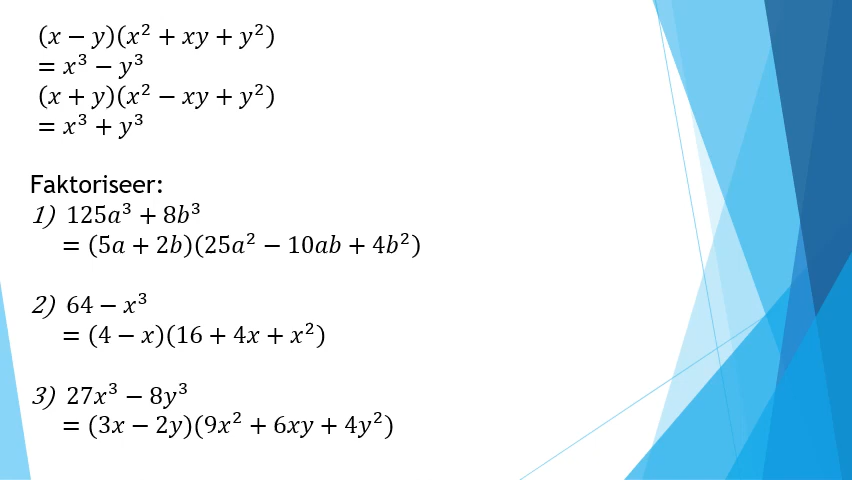 (x − y)(x² + xy + y²)
= x³ − y³
(x + y)(x² − xy + y²)
= x³ + y³
Faktoriseer:
1) 125a³ + 8b³
= (5a + 2b)(25a² − 10ab + 4b²)
2) 64 − x³
= (4 − x)(16 + 4x + x²)
3) 27x³ − 8y³
= (3x − 2y)(9x² + 6xy + 4y²)